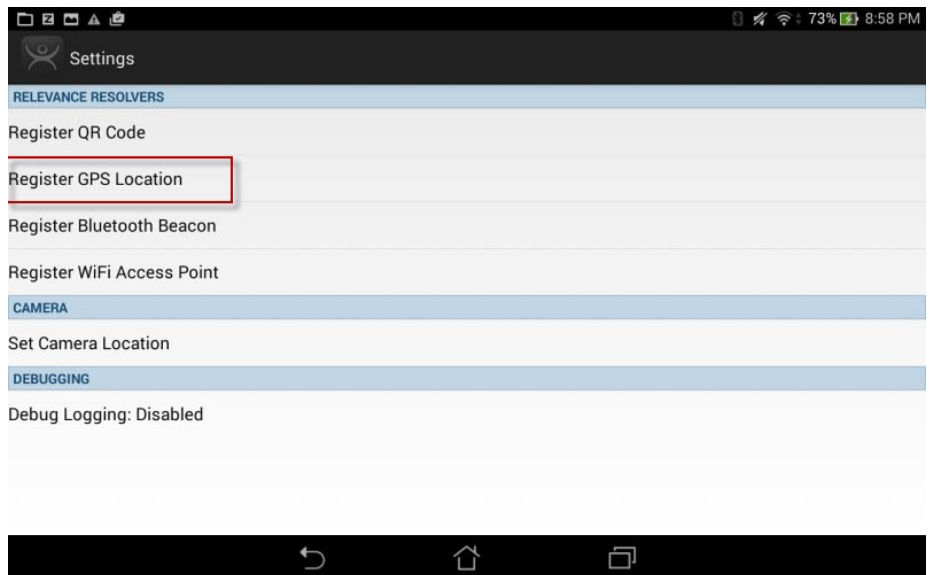 73% 8:58 PM
Settings
RELEVANCE RESOLVERS
Register QR Code
Register GPS Location
Register Bluetooth Beacon
Register WiFi Access Point
CAMERA
Set Camera Location
DEBUGGING
Debug Logging: Disabled